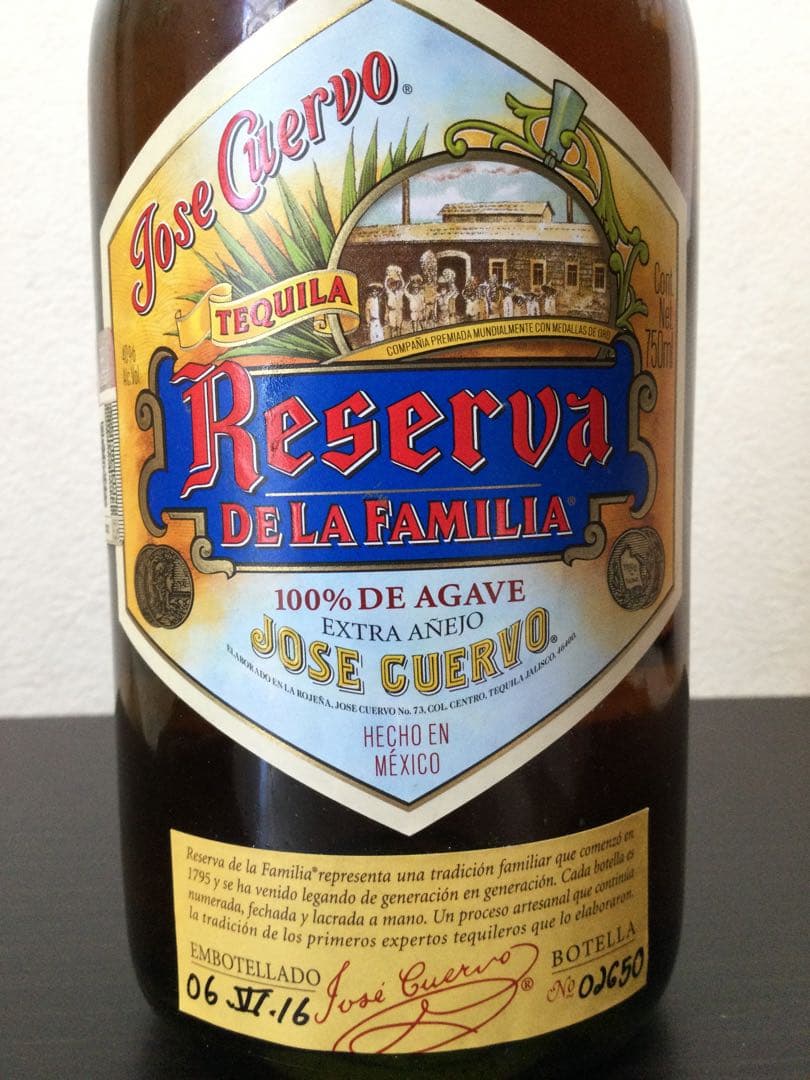 Jose Cuervo®
TEQUILA
COMPAÑIA PREMIADA MUNDIALMENTE CON MEDALLAS DE ORO
Cont.
Net.
750ml
40%
Alc. Vol.
Reserva
DE LA FAMILIA®
100% DE AGAVE
EXTRA AÑEJO
JOSE CUERVO®
ELABORADO EN LA ROJEÑA, JOSE CUERVO No. 73, COL. CENTRO, TEQUILA JALISCO, 46400.
HECHO EN
MÉXICO
Reserva de la Familia® representa una tradición familiar que comenzó en
1795 y se ha venido legando de generación en generación. Cada botella es
numerada, fechada y lacrada a mano. Un proceso artesanal que continua
la tradición de los primeros expertos tequileros que lo elaboraron.
EMBOTELLADO
06.VI.16
José Cuervo®
BOTELLA
No 02650